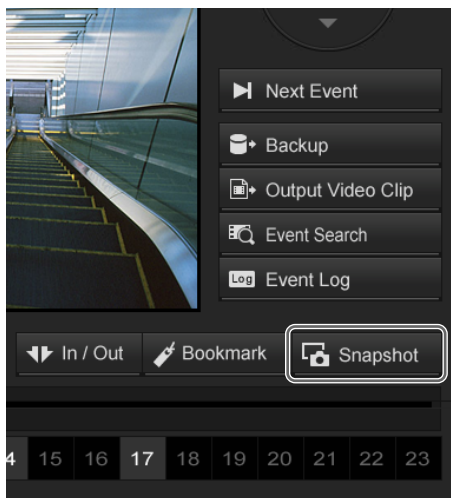 Next Event
Backup
Output Video Clip
Event Search
Log Event Log
In / Out Bookmark Snapshot
4 15 16 17 18 19 20 21 22 23